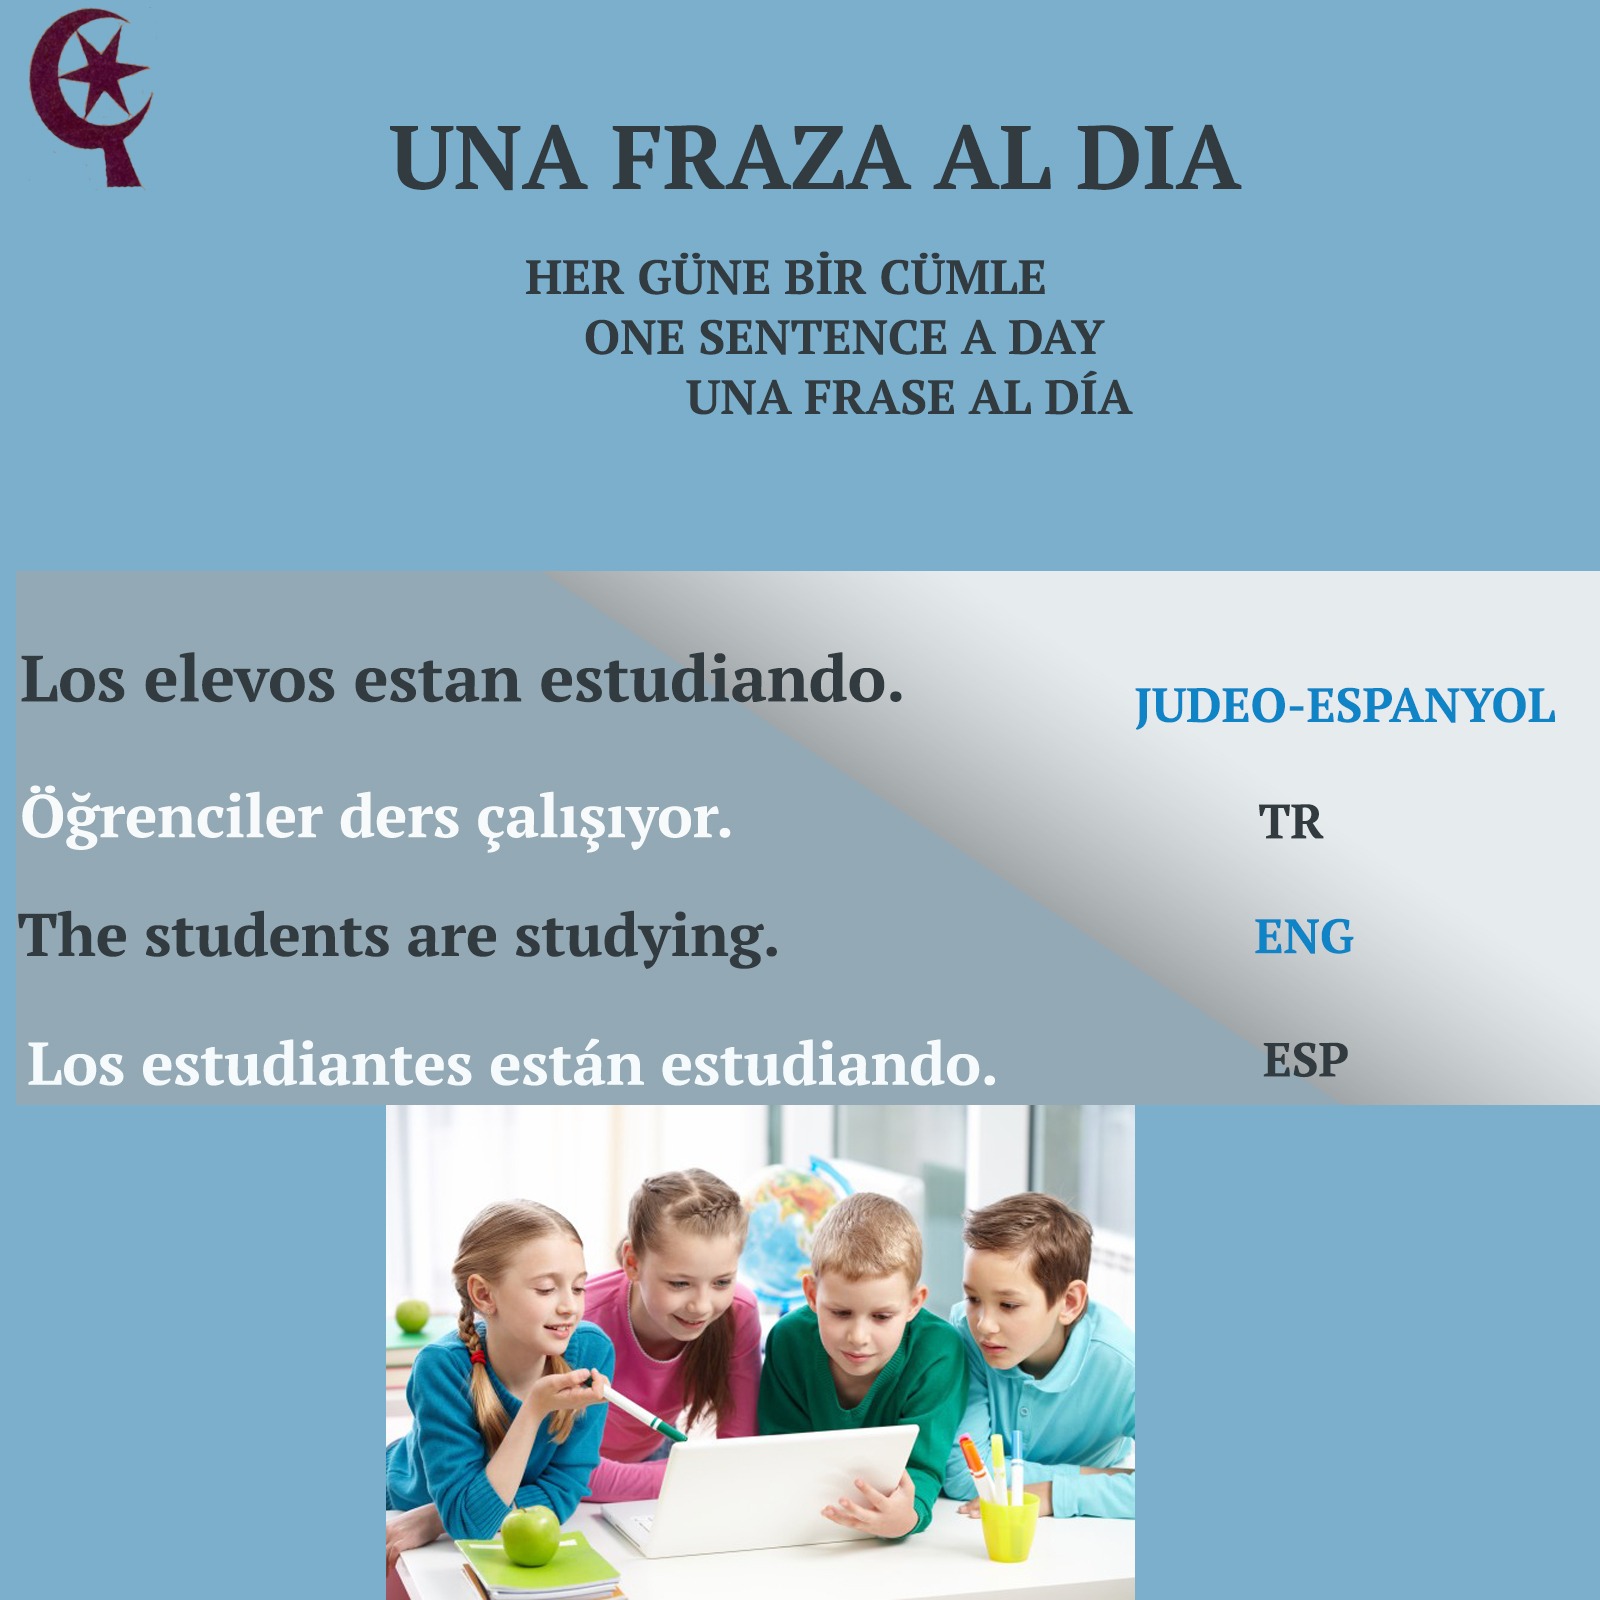 UNA FRAZA AL DIA
HER GÜNE BİR CÜMLE
ONE SENTENCE A DAY
UNA FRASE AL DÍA
Los elevos estan estudiando.
JUDEO-ESPANYOL
Öğrenciler ders çalışıyor.
TR
The students are studying.
ENG
Los estudiantes están estudiando.
ESP